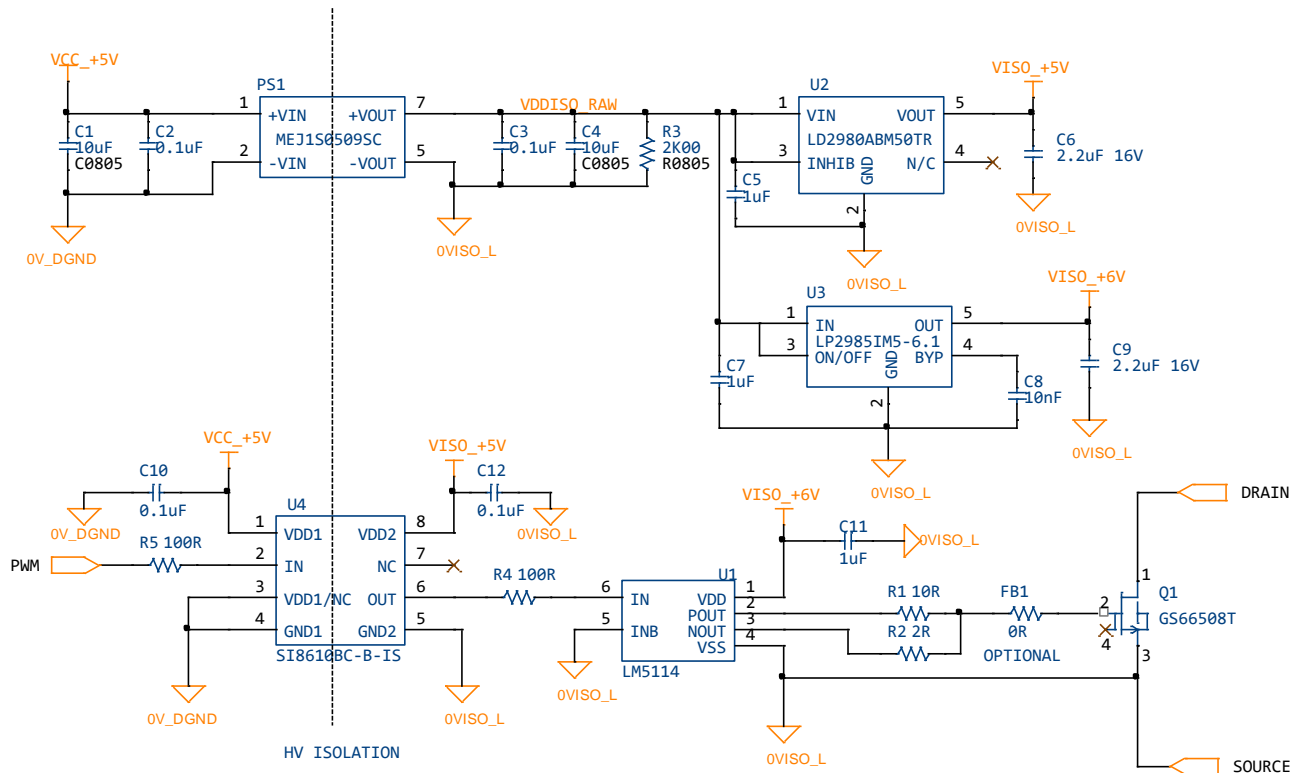 VCC_+5V
PS1
1
+VIN
+VOUT
7
MEJ1S0509SC
2
-VIN
-VOUT
5
C1
10uF
C0805
C2
0.1uF
0V_DGND
VDDISO_RAW
C3
0.1uF
C4
10uF
C0805
R3
2K00
R0805
0VISO_L
U2
1
VIN
VOUT
5
LD2980ABM50TR
3
INHIB
GND
N/C
4
2
C5
1uF
0VISO_L
VISO_+5V
C6
2.2uF 16V
0VISO_L
U3
1
IN
OUT
5
LP2985IM5-6.1
3
ON/OFF
GND
BYP
4
2
C7
1uF
C8
10nF
0VISO_L
VISO_+6V
C9
2.2uF 16V
0VISO_L
VCC_+5V
C10
0.1uF
0V_DGND
VISO_+5V
C12
0.1uF
0VISO_L
U4
1
VDD1
VDD2
8
2
IN
NC
7
3
VDD1/NC
OUT
6
4
GND1
GND2
5
SI8610BC-B-IS
PWM
R5 100R
0V_DGND
0VISO_L
R4 100R
0VISO_L
VISO_+6V
C11
1uF
0VISO_L
U1
6
IN
5
INB
VDD
1
POUT
2
NOUT
3
VSS
4
LM5114
0VISO_L
R1 10R
R2 2R
FB1
0R
OPTIONAL
DRAIN
1
2
Q1
GS66508T
4
3
SOURCE
HV ISOLATION